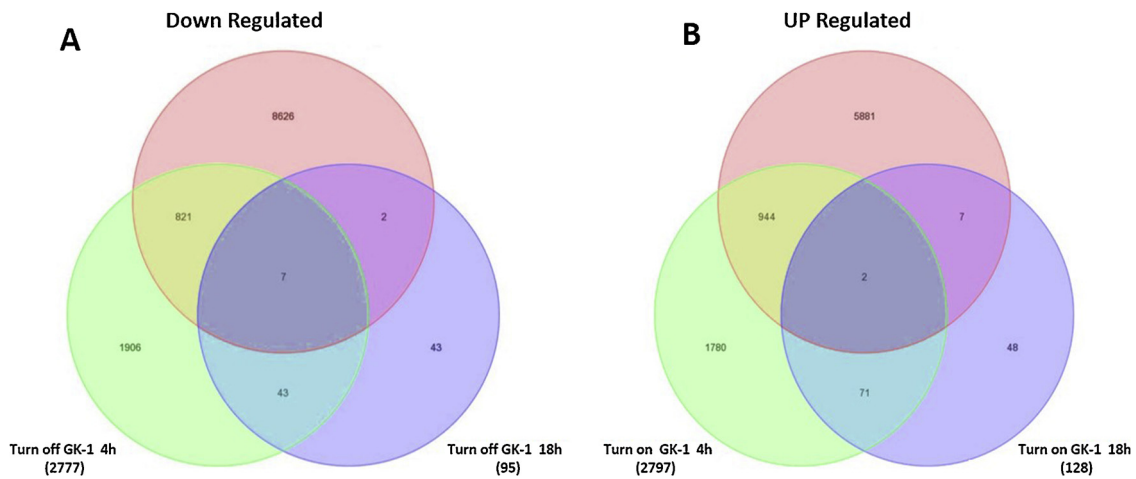 Down Regulated
A
8626
821
2
7
1906
43
43
Turn off GK-1 4h
(2777)
Turn off GK-1 18h
(95)
UP Regulated
B
5881
944
7
2
1780
48
71
Turn on GK-1 4h
(2797)
Turn on GK-1 18h
(128)